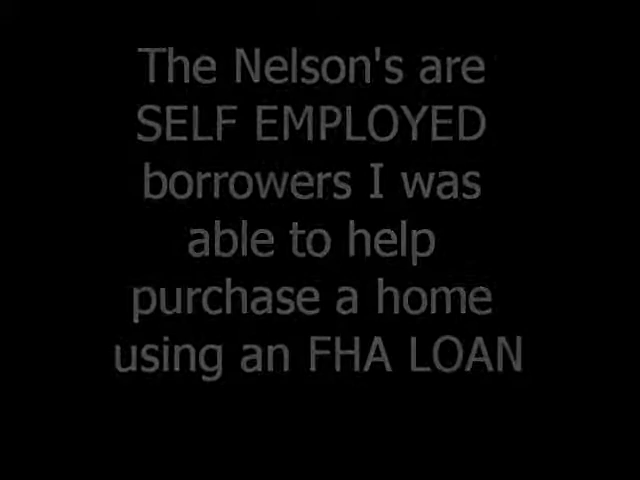 The Nelson's are
SELF EMPLOYED
borrowers I was
able to help
purchase a home
using an FHA LOAN